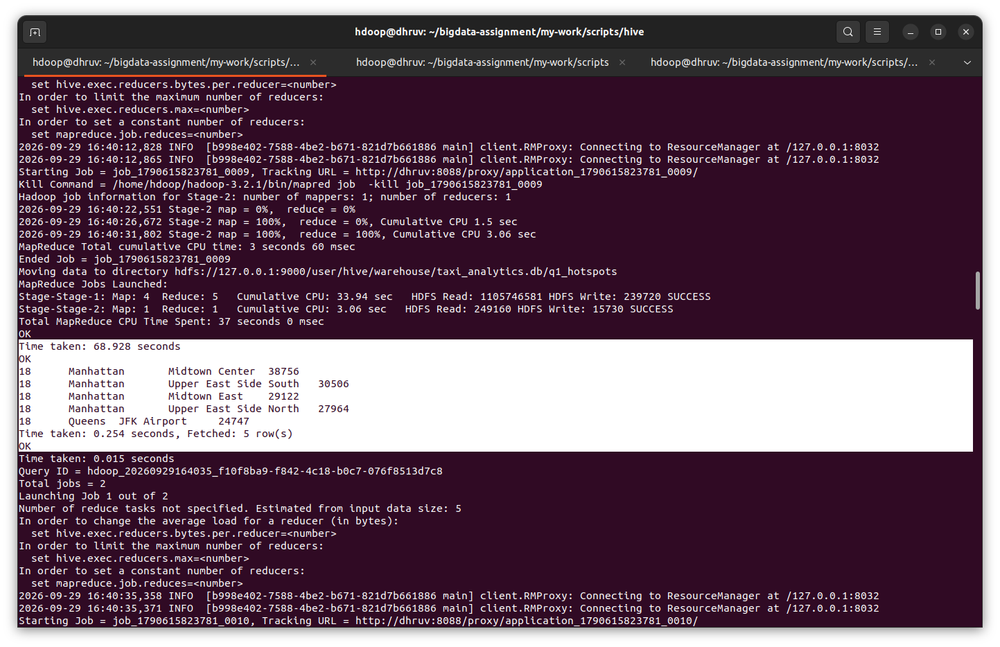 hdoop@dhruv: ~/bigdata-assignment/my-work/scripts/hive
hdoop@dhruv: ~/bigdata-assignment/my-work/scripts/... × hdoop@dhruv: ~/bigdata-assignment/my-work/scripts × hdoop@dhruv: ~/bigdata-assignment/my-work/scripts/... ×
  set hive.exec.reducers.bytes.per.reducer=<number>
In order to limit the maximum number of reducers:
  set hive.exec.reducers.max=<number>
In order to set a constant number of reducers:
  set mapreduce.job.reduces=<number>
2026-09-29 16:40:12,828 INFO  [b998e402-7588-4be2-b671-821d7b661886 main] client.RMProxy: Connecting to ResourceManager at /127.0.0.1:8032
2026-09-29 16:40:12,865 INFO  [b998e402-7588-4be2-b671-821d7b661886 main] client.RMProxy: Connecting to ResourceManager at /127.0.0.1:8032
Starting Job = job_1790615823781_0009, Tracking URL = http://dhruv:8088/proxy/application_1790615823781_0009/
Kill Command = /home/hdoop/hadoop-3.2.1/bin/mapred job  -kill job_1790615823781_0009
Hadoop job information for Stage-2: number of mappers: 1; number of reducers: 1
2026-09-29 16:40:22,551 Stage-2 map = 0%,  reduce = 0%
2026-09-29 16:40:26,672 Stage-2 map = 100%,  reduce = 0%, Cumulative CPU 1.5 sec
2026-09-29 16:40:31,802 Stage-2 map = 100%,  reduce = 100%, Cumulative CPU 3.06 sec
MapReduce Total cumulative CPU time: 3 seconds 60 msec
Ended Job = job_1790615823781_0009
Moving data to directory hdfs://127.0.0.1:9000/user/hive/warehouse/taxi_analytics.db/q1_hotspots
MapReduce Jobs Launched:
Stage-Stage-1: Map: 4  Reduce: 5   Cumulative CPU: 33.94 sec   HDFS Read: 1105746581 HDFS Write: 239720 SUCCESS
Stage-Stage-2: Map: 1  Reduce: 1   Cumulative CPU: 3.06 sec   HDFS Read: 249160 HDFS Write: 15730 SUCCESS
Total MapReduce CPU Time Spent: 37 seconds 0 msec
OK
Time taken: 68.928 seconds
OK
18      Manhattan       Midtown Center  38756
18      Manhattan       Upper East Side South   30506
18      Manhattan       Midtown East    29122
18      Manhattan       Upper East Side North   27964
18      Queens  JFK Airport     24747
Time taken: 0.254 seconds, Fetched: 5 row(s)
OK
Time taken: 0.015 seconds
Query ID = hdoop_20260929164035_f10f8ba9-f842-4c18-b0c7-076f8513d7c8
Total jobs = 2
Launching Job 1 out of 2
Number of reduce tasks not specified. Estimated from input data size: 5
In order to change the average load for a reducer (in bytes):
  set hive.exec.reducers.bytes.per.reducer=<number>
In order to limit the maximum number of reducers:
  set hive.exec.reducers.max=<number>
In order to set a constant number of reducers:
  set mapreduce.job.reduces=<number>
2026-09-29 16:40:35,358 INFO  [b998e402-7588-4be2-b671-821d7b661886 main] client.RMProxy: Connecting to ResourceManager at /127.0.0.1:8032
2026-09-29 16:40:35,371 INFO  [b998e402-7588-4be2-b671-821d7b661886 main] client.RMProxy: Connecting to ResourceManager at /127.0.0.1:8032
Starting Job = job_1790615823781_0010, Tracking URL = http://dhruv:8088/proxy/application_1790615823781_0010/